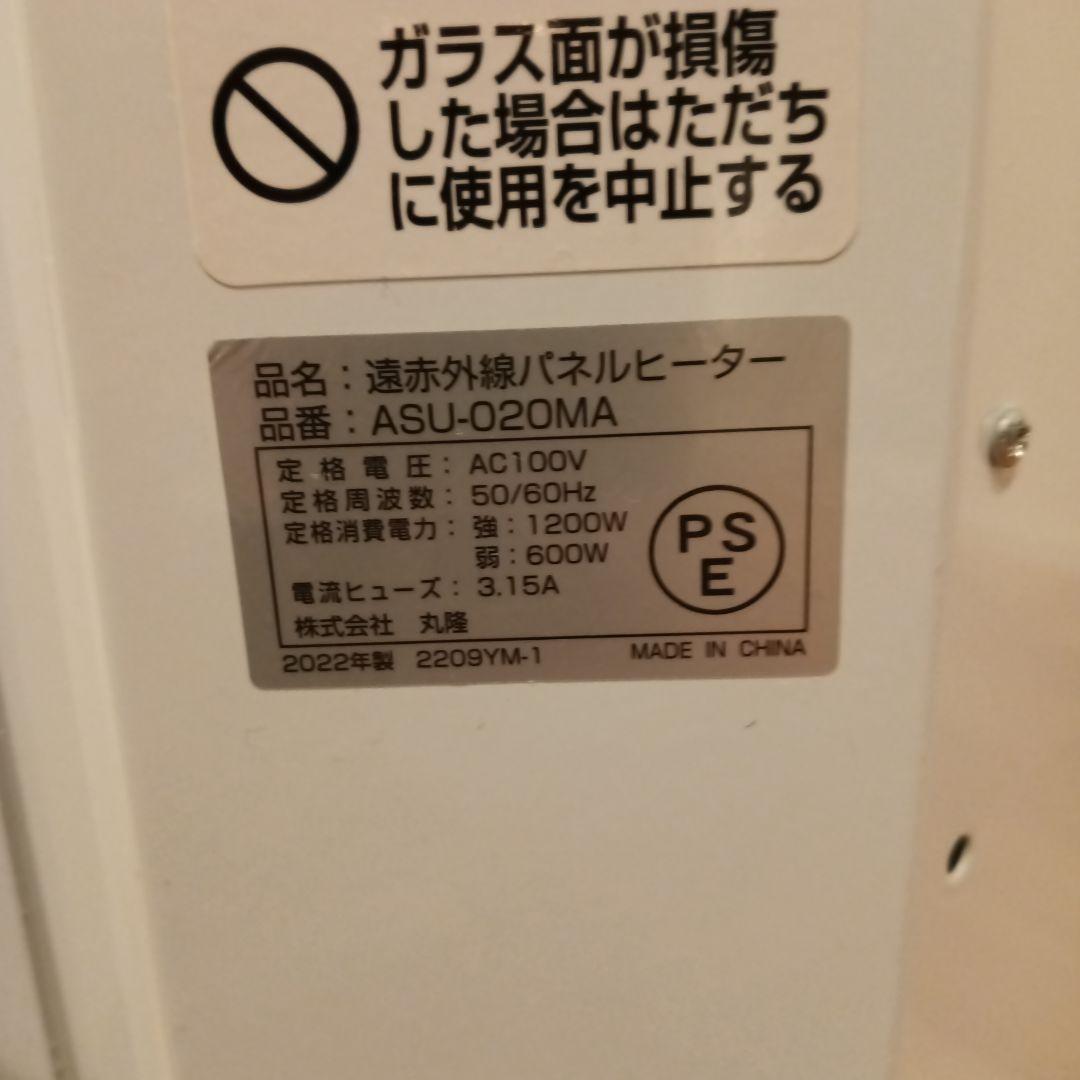 ガラス面が損傷
した場合はただち
に使用を中止する
品名：遠赤外線パネルヒーター
品番：ASU-020MA
定格電圧：AC100V
定格周波数：50/60Hz
定格消費電力：強：1200W
弱：600W
電流ヒューズ：3.15A
株式会社　丸隆
PS
E
2022年製　2209YM-1　MADE IN CHINA